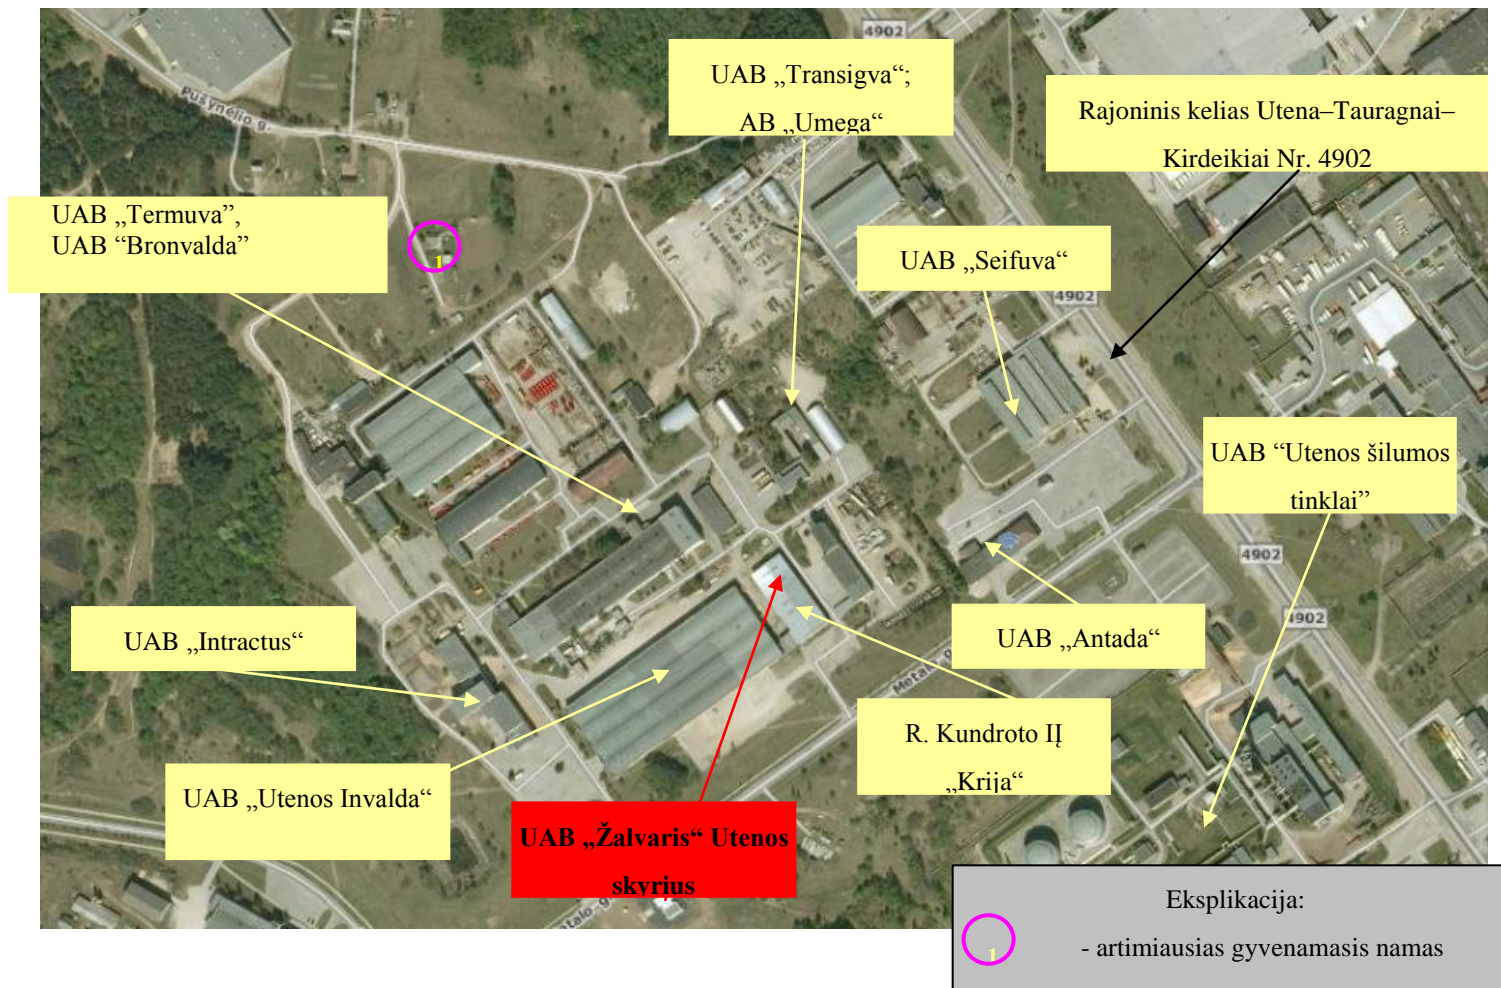 4902
UAB „Transigva“;
AB „Umega“
Rajoninis kelias Utena–Tauragnai–
Kirdeikiai Nr. 4902
Pušynėlio g.
UAB „Termuva”,
UAB “Bronvalda”
1
UAB „Seifuva“
4902
UAB “Utenos šilumos
tinklai”
4902
4902
UAB „Intractus“
UAB „Antada“
Metalo g.
R. Kundroto IĮ
„Krija“
UAB „Utenos Invalda“
UAB „Žalvaris“ Utenos
skyrius
Metalo g.
Eksplikacija:
1
- artimiausias gyvenamasis namas